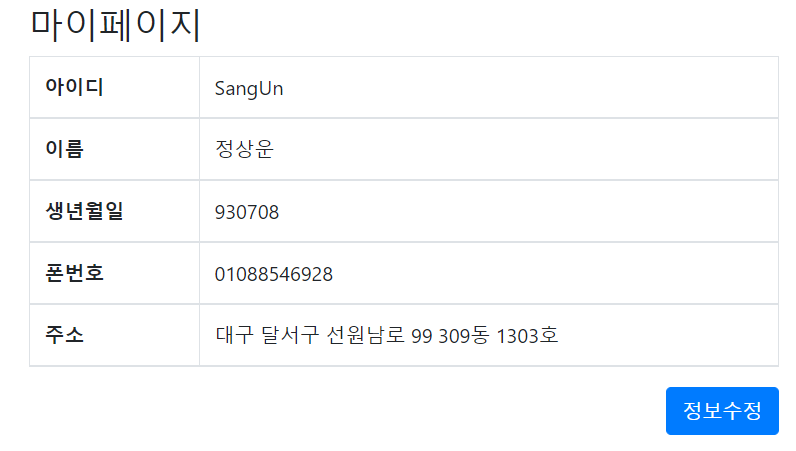 마이페이지
아이디 SangUn
이름 정상운
생년월일 930708
폰번호 01088546928
주소 대구 달서구 선원남로 99 309동 1303호
정보수정